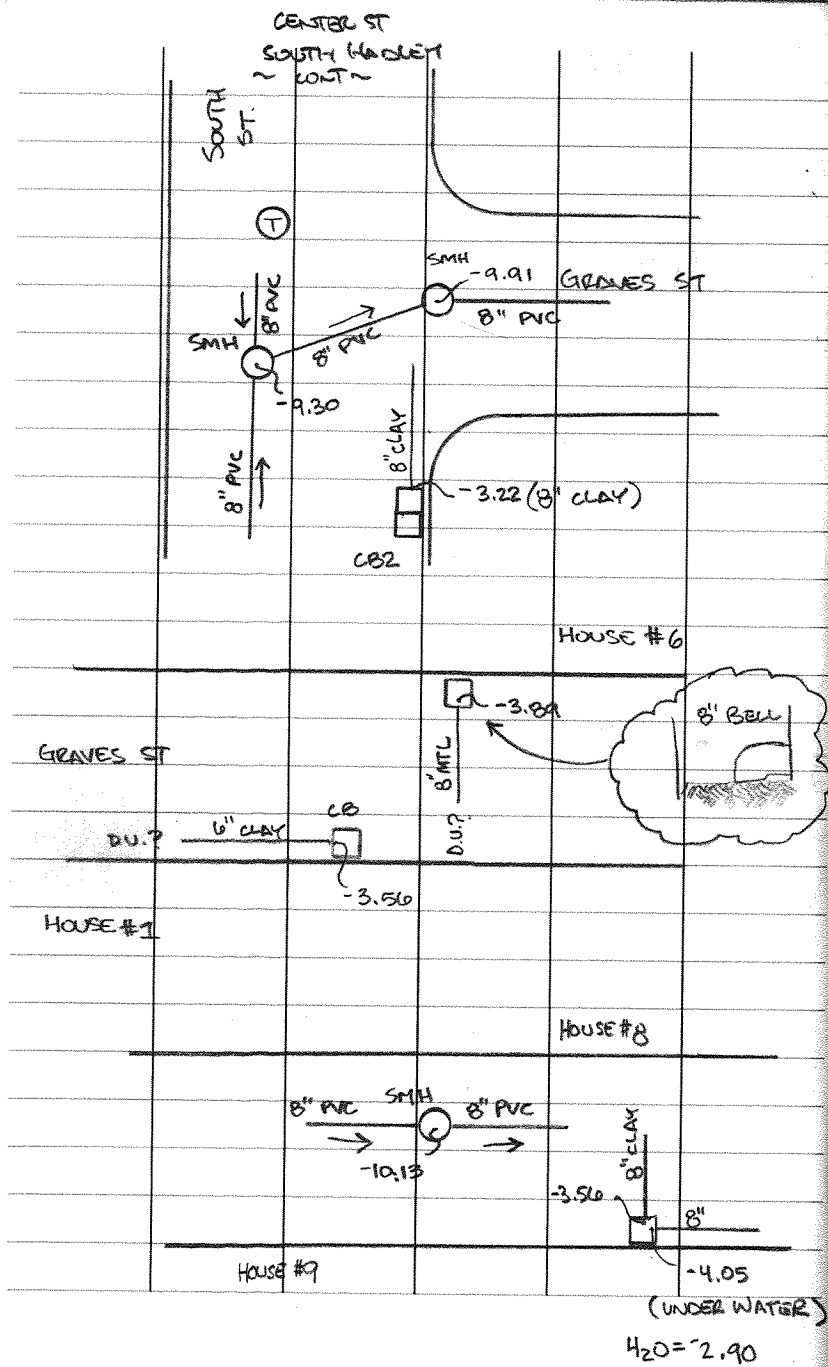 CENTER ST
SOUTH HADLEY
~ CONT ~
SOUTH
ST.
T
SMH
-9.91
GRAVES ST
8" PVC
8" PVC
SMH
8" PVC
-9.30
8" PVC
8" CLAY
-3.22 (8" CLAY)
CB2
HOUSE #6
-3.89
8" BELL
GRAVES ST
8" MTL
CB
6" CLAY
D.U.?
D.U.?
-3.56
HOUSE #1
HOUSE #8
SMH
8" PVC
8" PVC
-10.13
8" CLAY
-3.56
8"
-4.05
HOUSE #9
(UNDER WATER)
H2O = -2.90